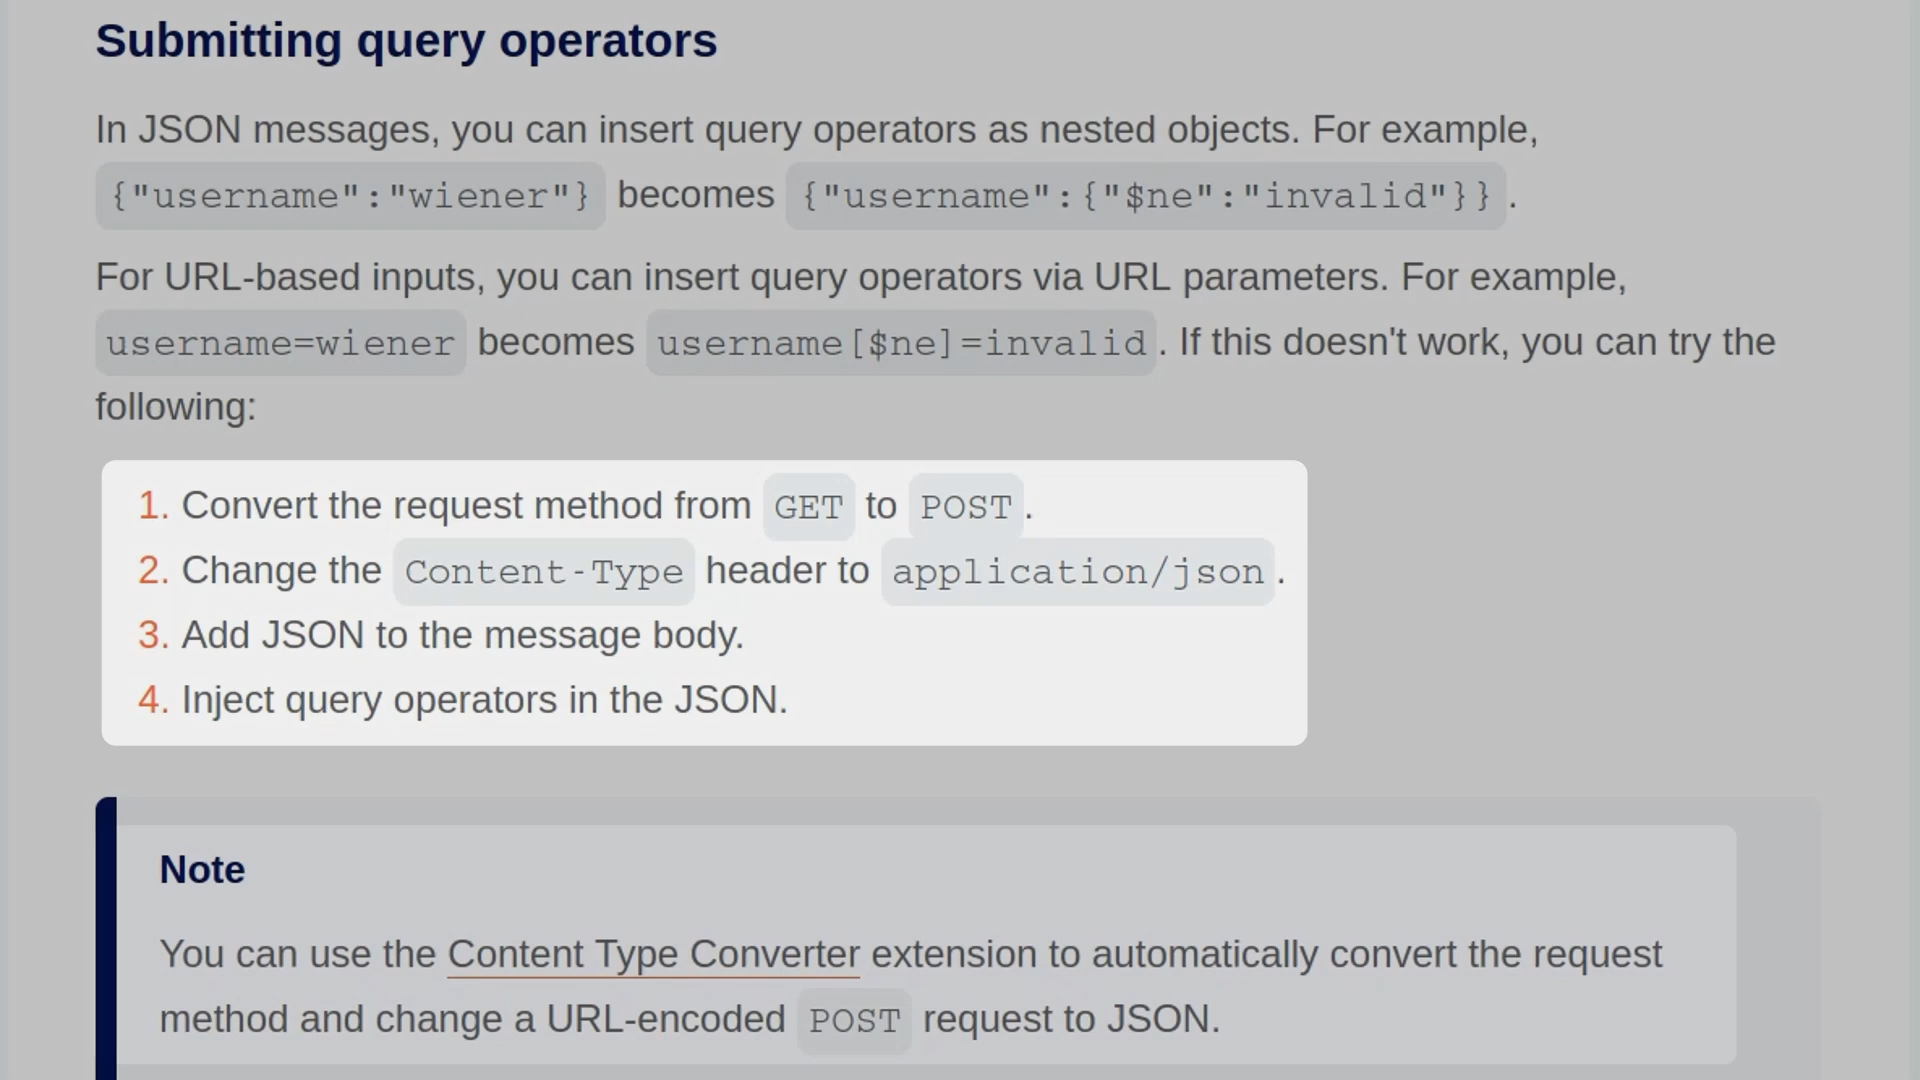 Submitting query operators
In JSON messages, you can insert query operators as nested objects. For example,
{"username":"wiener"} becomes {"username":{"$ne":"invalid"}}.
For URL-based inputs, you can insert query operators via URL parameters. For example,
username=wiener becomes username[$ne]=invalid. If this doesn't work, you can try the
following:
1. Convert the request method from GET to POST.
2. Change the Content-Type header to application/json.
3. Add JSON to the message body.
4. Inject query operators in the JSON.
Note
You can use the Content Type Converter extension to automatically convert the request
method and change a URL-encoded POST request to JSON.